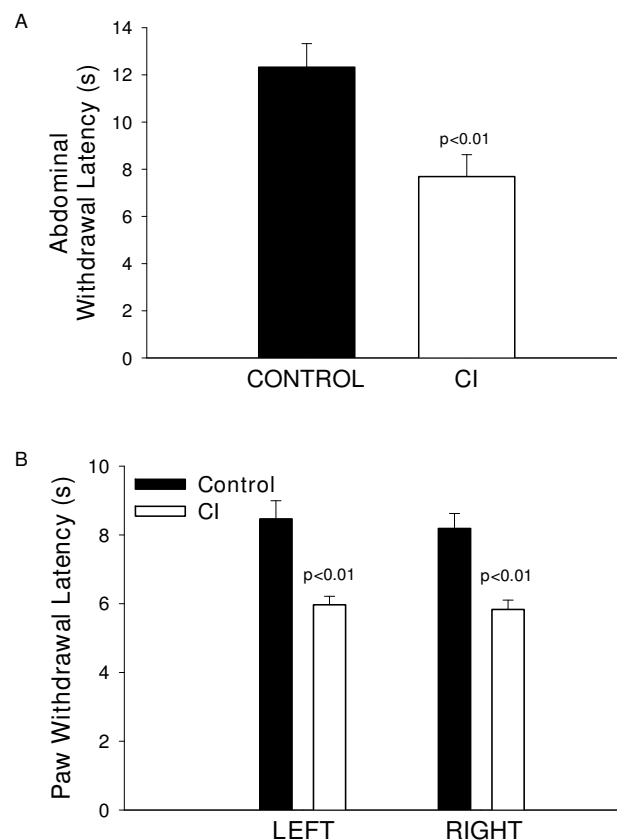 A
Abdominal
Withdrawal Latency (s)
14
12
10
8
6
4
2
0
p<0.01
CONTROL
CI
B
Paw Withdrawal Latency (s)
10
8
6
4
2
0
Control
CI
p<0.01
p<0.01
LEFT
RIGHT